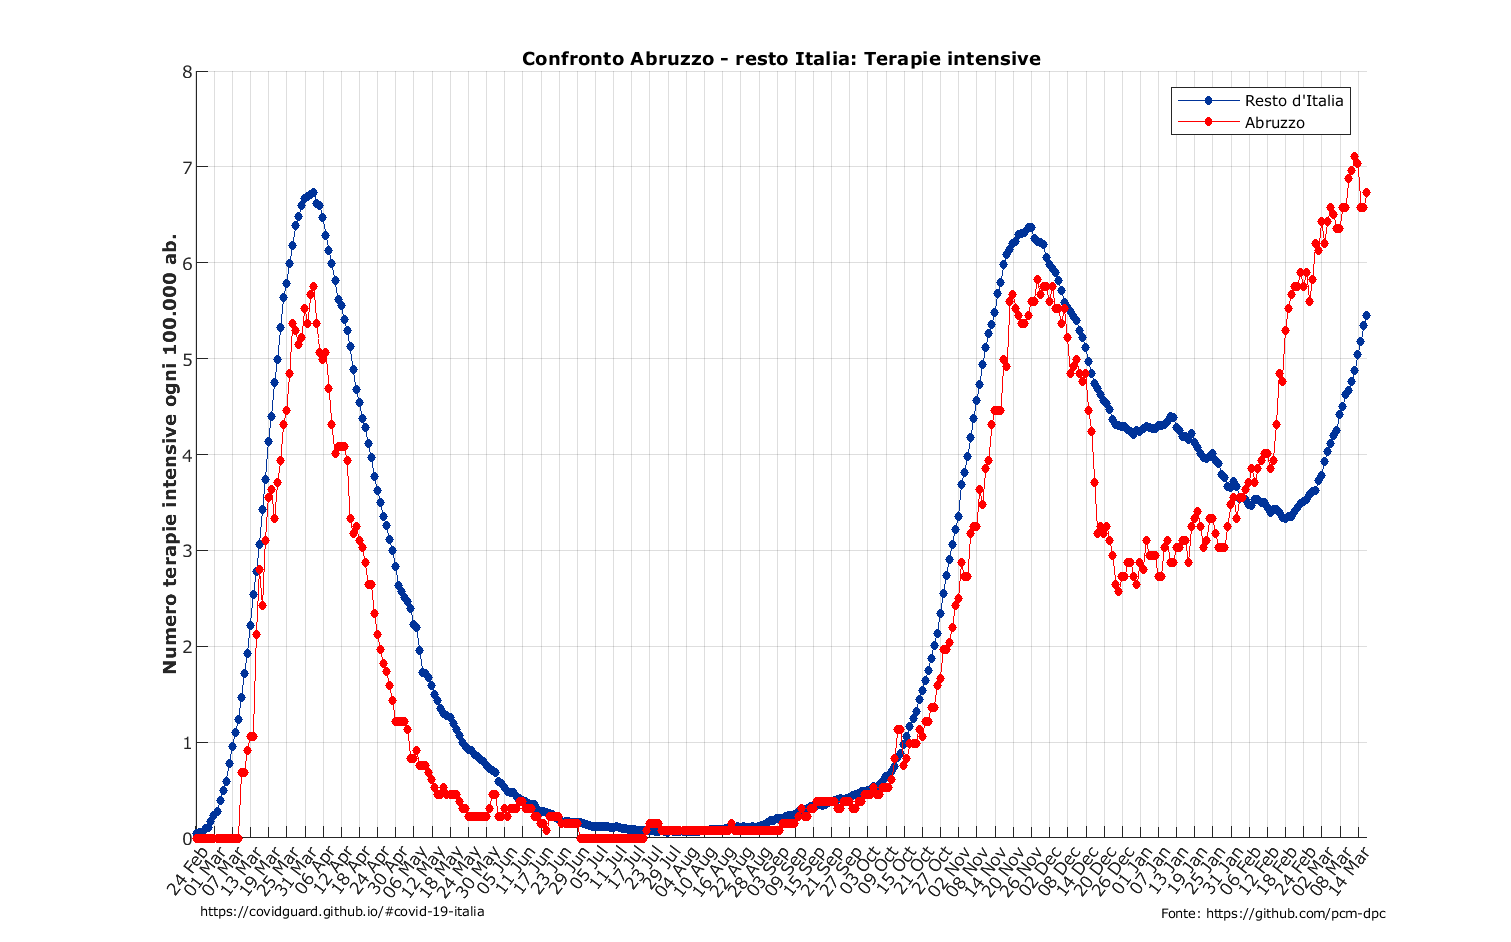 Confronto Abruzzo - resto Italia: Terapie intensive
Resto d'Italia
Abruzzo
Numero terapie intensive ogni 100.000 ab.
8
7
6
5
4
3
2
1
0
24 Feb
01 Mar
07 Mar
13 Mar
19 Mar
25 Mar
31 Mar
06 Apr
12 Apr
18 Apr
24 Apr
30 Apr
06 May
12 May
18 May
24 May
30 May
05 Jun
11 Jun
17 Jun
23 Jun
29 Jun
05 Jul
11 Jul
17 Jul
23 Jul
29 Jul
04 Aug
10 Aug
16 Aug
22 Aug
28 Aug
03 Sep
09 Sep
15 Sep
21 Sep
27 Sep
03 Oct
09 Oct
15 Oct
21 Oct
27 Oct
02 Nov
08 Nov
14 Nov
20 Nov
26 Nov
02 Dec
08 Dec
14 Dec
20 Dec
26 Dec
01 Jan
07 Jan
13 Jan
19 Jan
25 Jan
31 Jan
06 Feb
12 Feb
18 Feb
24 Feb
02 Mar
08 Mar
14 Mar
https://covidguard.github.io/#covid-19-italia
Fonte: https://github.com/pcm-dpc